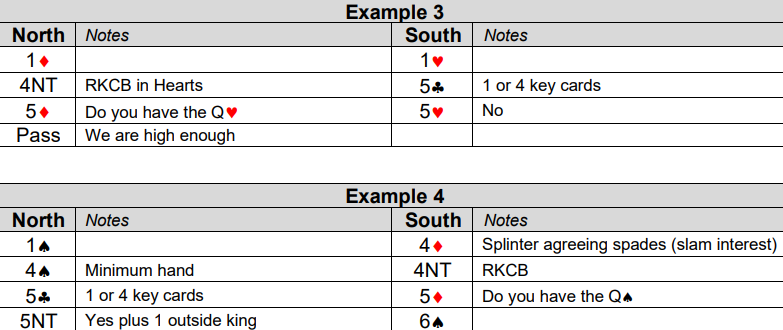 Example 3
North Notes South Notes
1♦ 1♥
4NT RKCB in Hearts 5♣ 1 or 4 key cards
5♦ Do you have the Q♥ 5♥ No
Pass We are high enough
Example 4
North Notes South Notes
1♠ 4♦ Splinter agreeing spades (slam interest)
4♠ Minimum hand 4NT RKCB
5♣ 1 or 4 key cards 5♦ Do you have the Q♠
5NT Yes plus 1 outside king 6♠